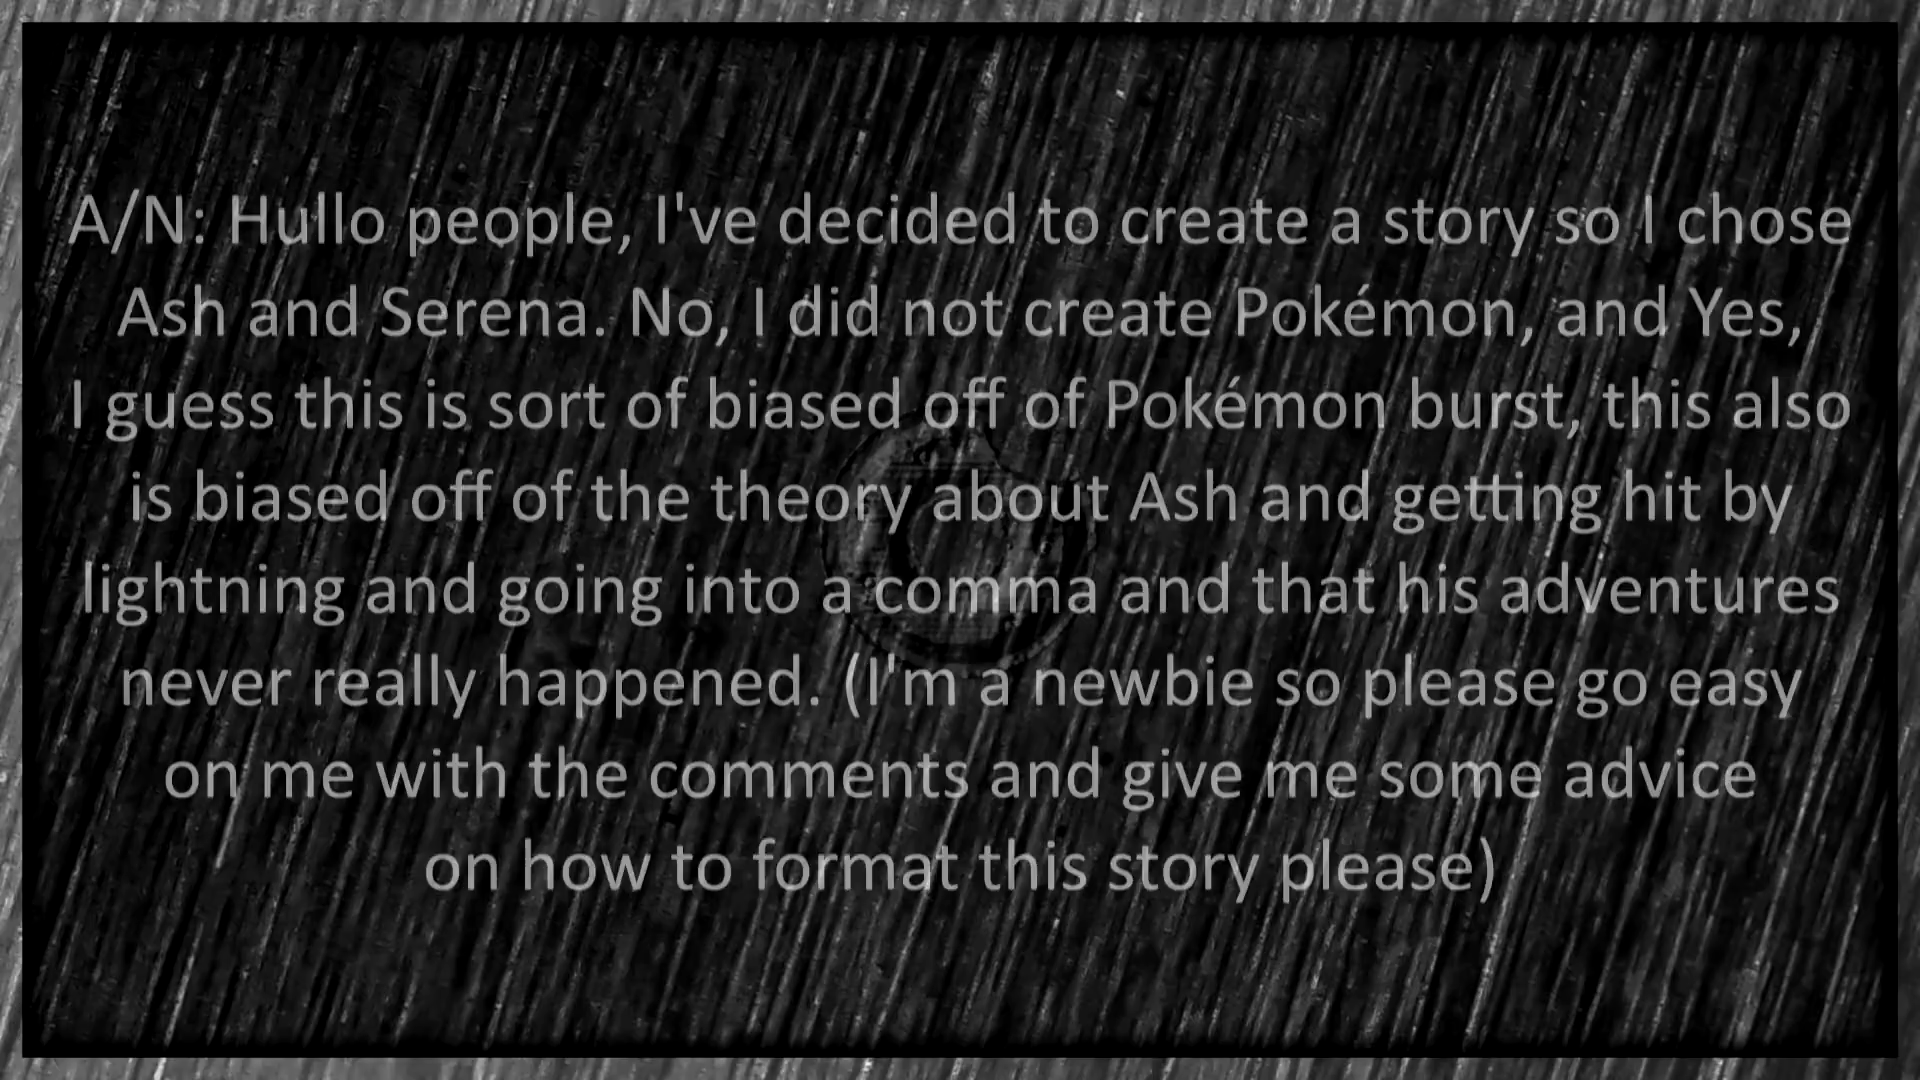 A/N: Hullo people, I've decided to create a story so I chose
Ash and Serena. No, I did not create Pokémon, and Yes,
I guess this is sort of biased off of Pokémon burst, this also
is biased off of the theory about Ash and getting hit by
lightning and going into a comma and that his adventures
never really happened. (I'm a newbie so please go easy
on me with the comments and give me some advice
on how to format this story please)